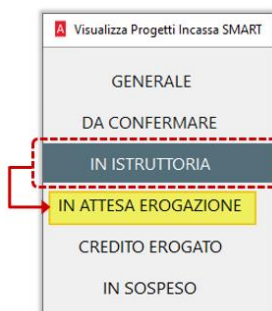 A Visualizza Progetti Incassa SMART
GENERALE
DA CONFERMARE
IN ISTRUTTORIA
IN ATTESA EROGAZIONE
CREDITO EROGATO
IN SOSPESO